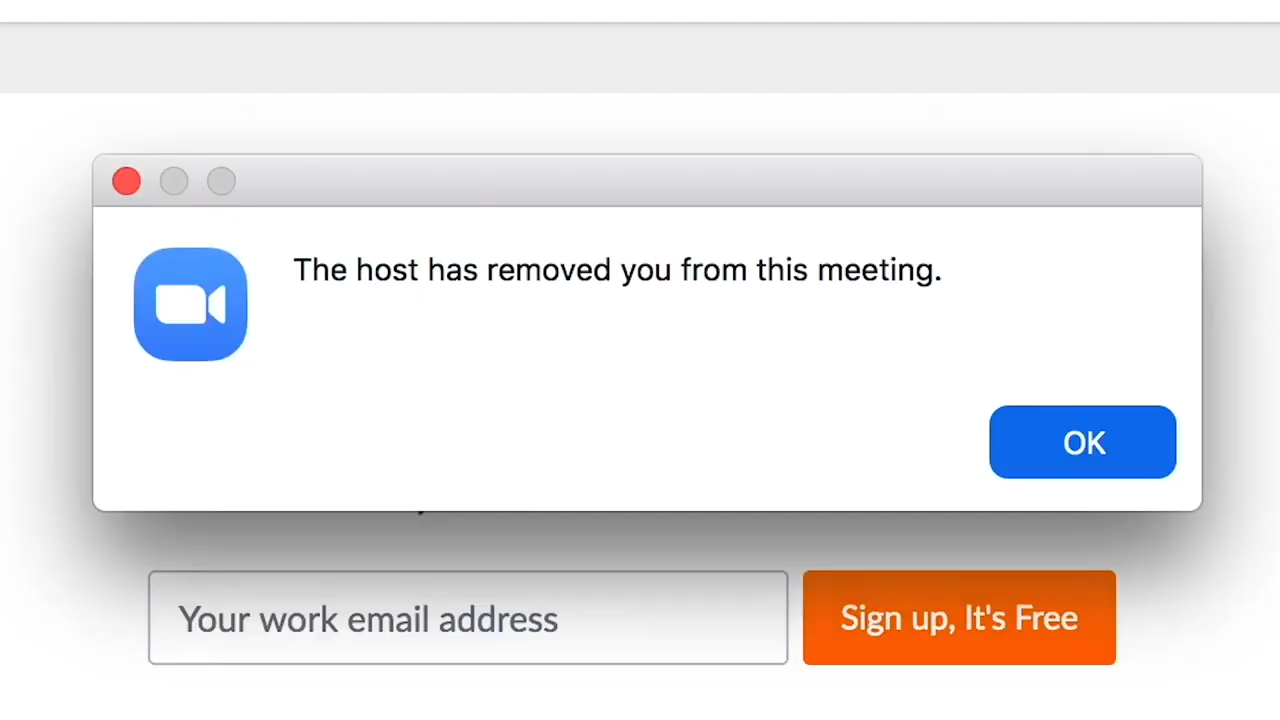 The host has removed you from this meeting.
OK
Your work email address
Sign up, It's Free